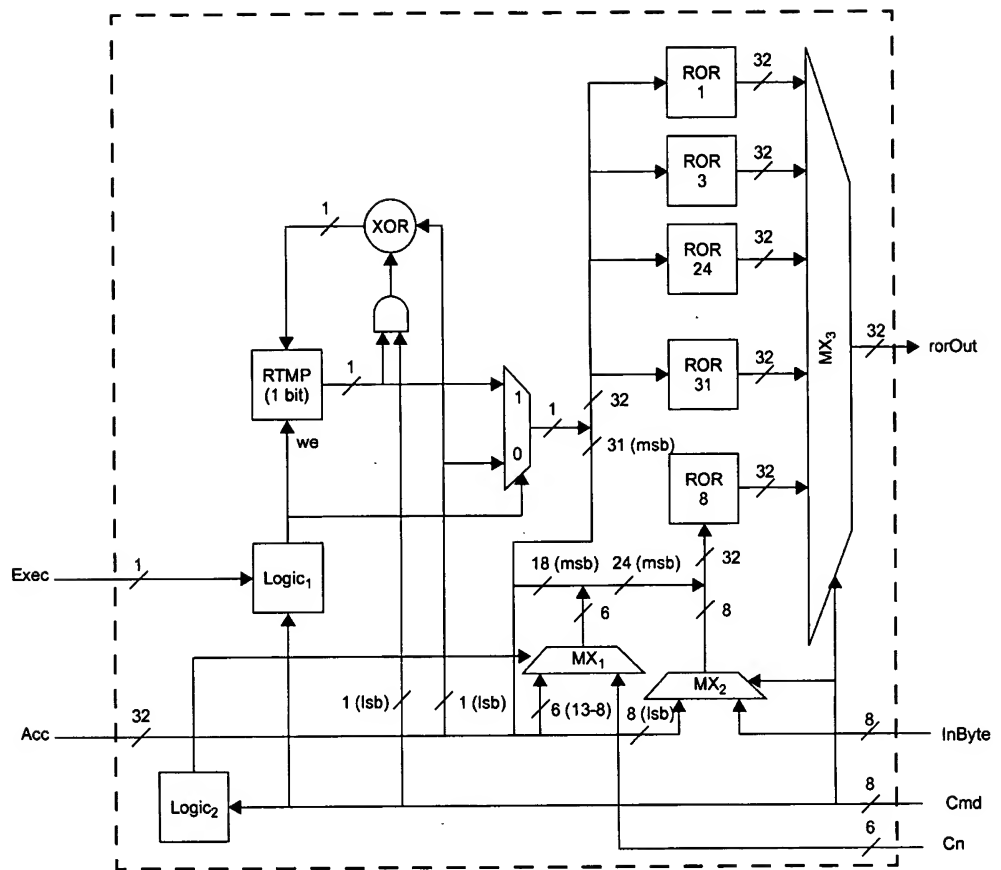 32
ROR
1
32
ROR
3
1
XOR
32
ROR
24
32
rorOut
MX3
RTMP
(1 bit)
1
1
0
1
32
ROR
31
32
we
31 (msb)
ROR
8
32
Exec
1
Logic1
18 (msb)
24 (msb)
32
6
8
MX1
MX2
1 (lsb)
1 (lsb)
6 (13-8)
8 (lsb)
Acc
32
8
InByte
Logic2
8
Cmd
6
Cn